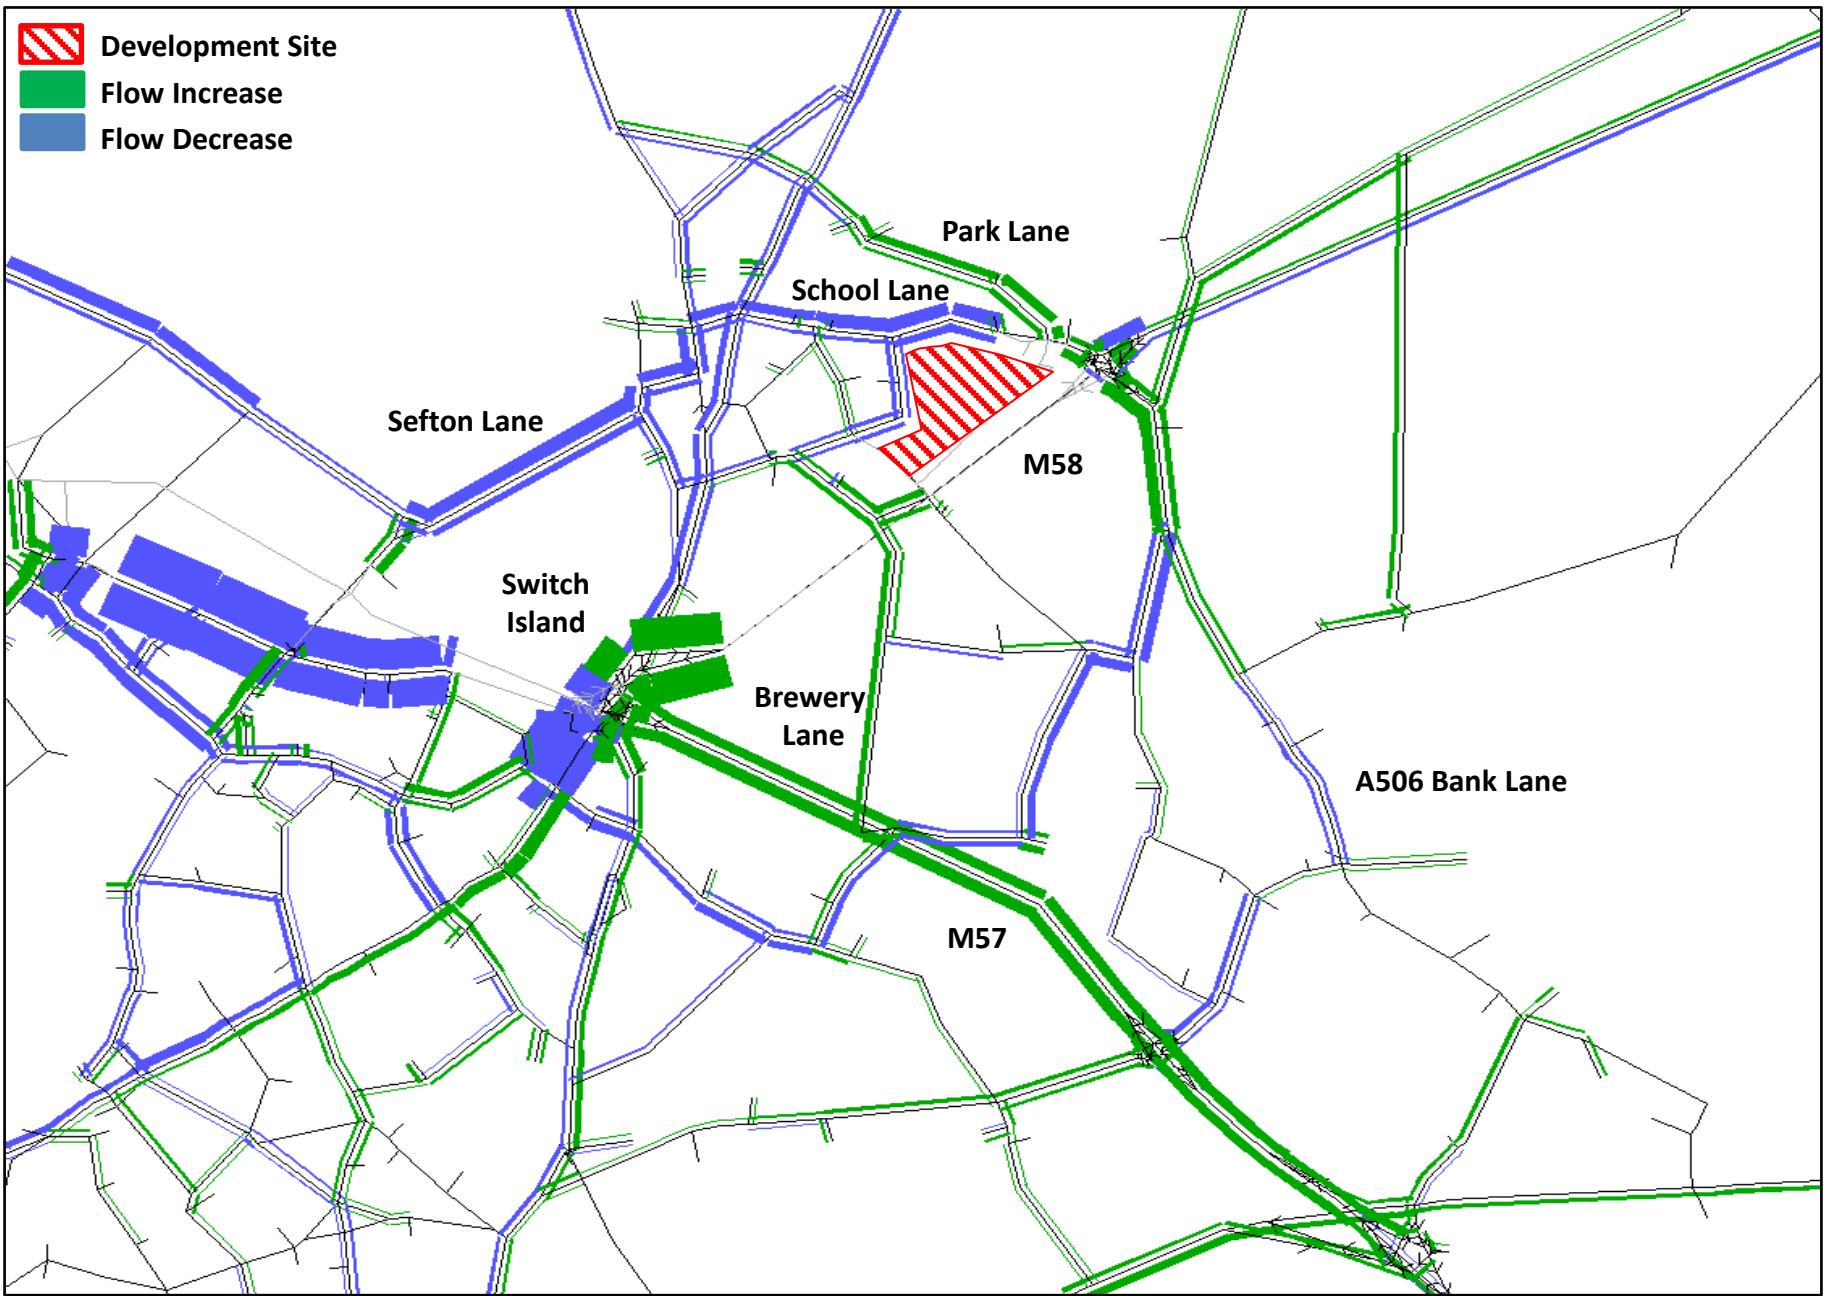 Development Site
Flow Increase
Flow Decrease
Park Lane
School Lane
Sefton Lane
M58
Switch
Island
Brewery
Lane
A506 Bank Lane
M57